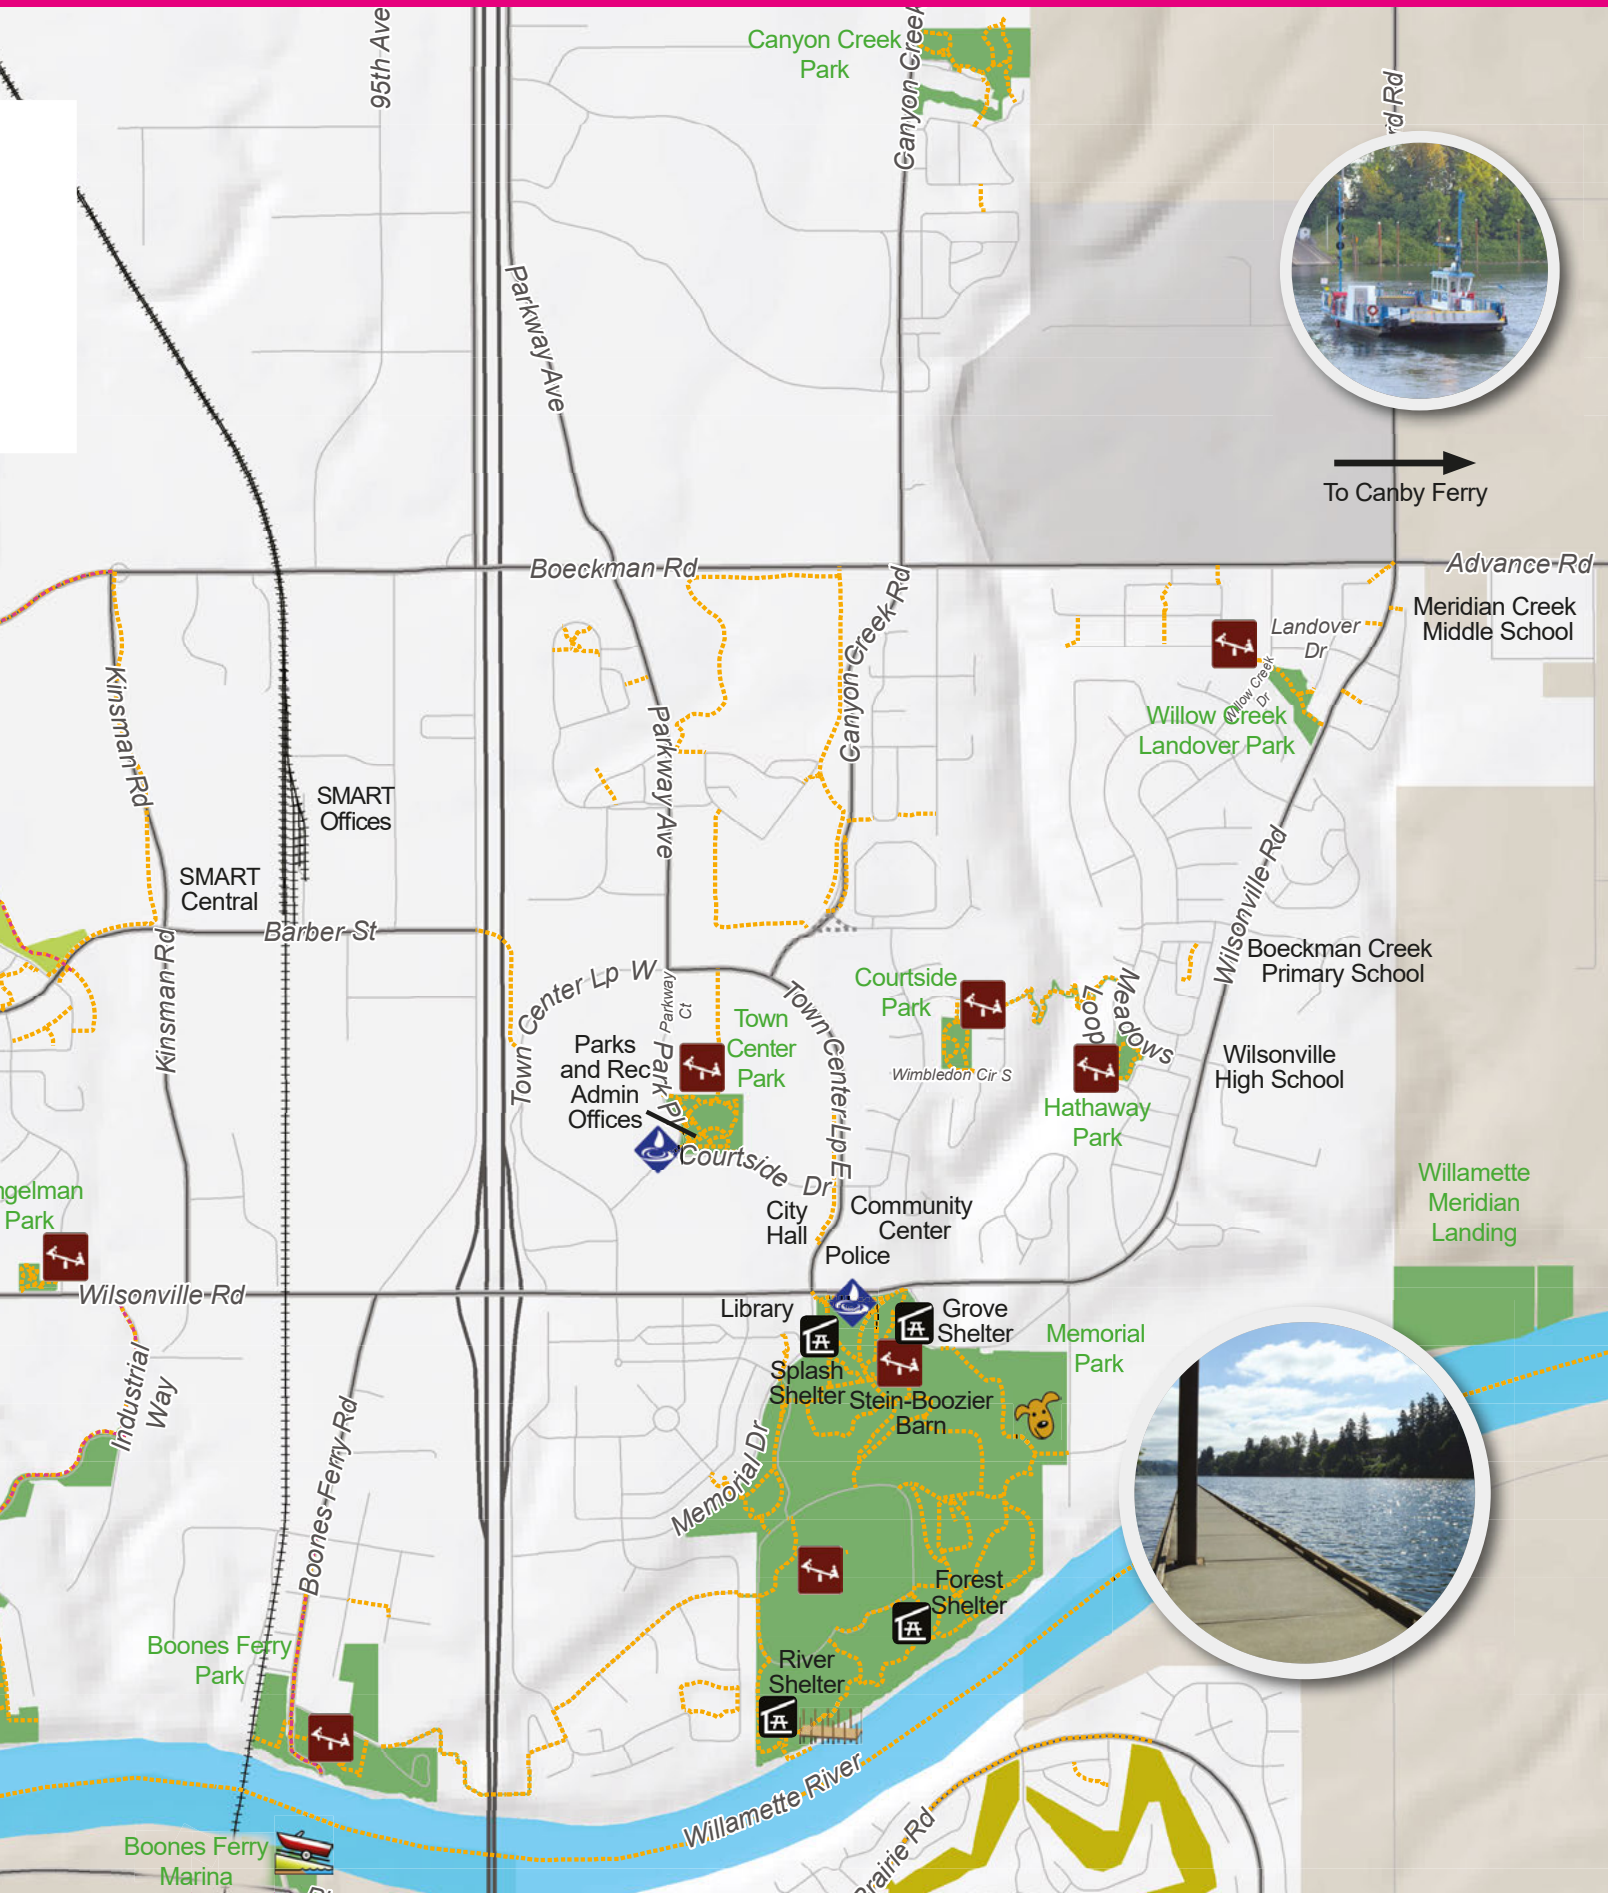 95th Ave
Canyon Creek
Park
Canyon Creek
Parkway Ave
To Canby Ferry
Boeckman Rd
Advance Rd
Meridian Creek
Middle School
Landover
Dr
Willow Creek
Dr
Willow Creek
Landover Park
Kinsman Rd
Canyon Creek Rd
Parkway Ave
SMART
Offices
SMART
Central
Barber St
Kinsman Rd
Wilsonville Rd
Boeckman Creek
Primary School
Town Center Lp W
Parkway
Ct
Town Center Lp E
Courtside
Park
Meadows
Loop
Town
Center
Park
Parks
and Rec
Admin
Offices
Park Pl
Wimbledon Cir S
Wilsonville
High School
Hathaway
Park
Courtside Dr
Willamette
Meridian
Landing
Park
City
Hall
Community
Center
Police
Wilsonville Rd
Library
Grove
Shelter
Memorial
Park
Splash
Shelter
Stein-Boozier
Barn
Industrial
Way
Boones Ferry Rd
Memorial Dr
Forest
Shelter
Boones Ferry
Park
River
Shelter
Willamette River
Boones Ferry
Marina